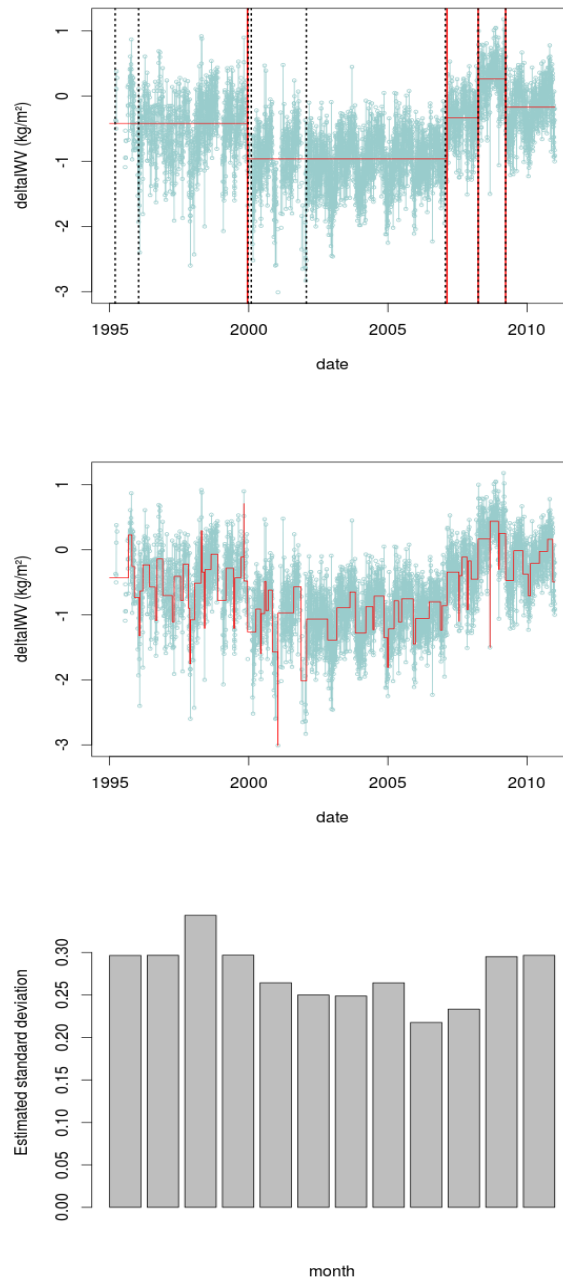 deltaIWV (kg/m²)
1
0
-1
-2
-3
1995 2000 2005 2010
date
deltaIWV (kg/m²)
1
0
-1
-2
-3
1995 2000 2005 2010
date
Estimated standard deviation
0.30
0.25
0.20
0.15
0.10
0.05
0.00
month